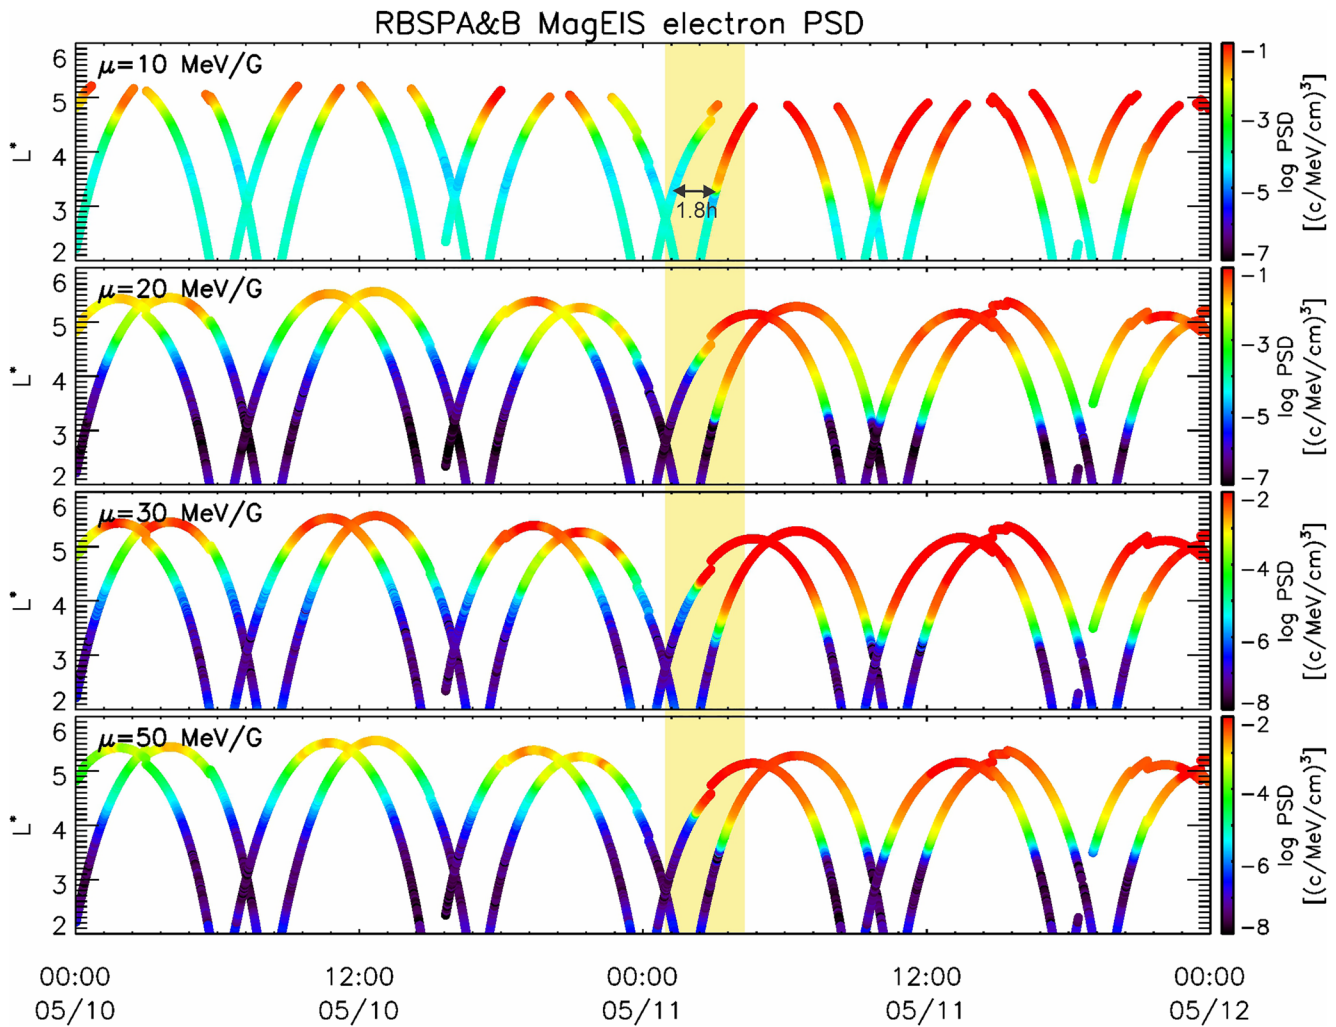 RBSPA&B MagEIS electron PSD
μ=10 MeV/G
6
5
4
3
2
L*
1.8h
-1
-3
-5
-7
log PSD
[(c/MeV/cm)³]
μ=20 MeV/G
6
5
4
3
2
L*
-1
-3
-5
-7
log PSD
[(c/MeV/cm)³]
μ=30 MeV/G
6
5
4
3
2
L*
-2
-4
-6
-8
log PSD
[(c/MeV/cm)³]
μ=50 MeV/G
6
5
4
3
2
L*
-2
-4
-6
-8
log PSD
[(c/MeV/cm)³]
00:00 12:00 00:00 12:00 00:00
05/10 05/10 05/11 05/11 05/12